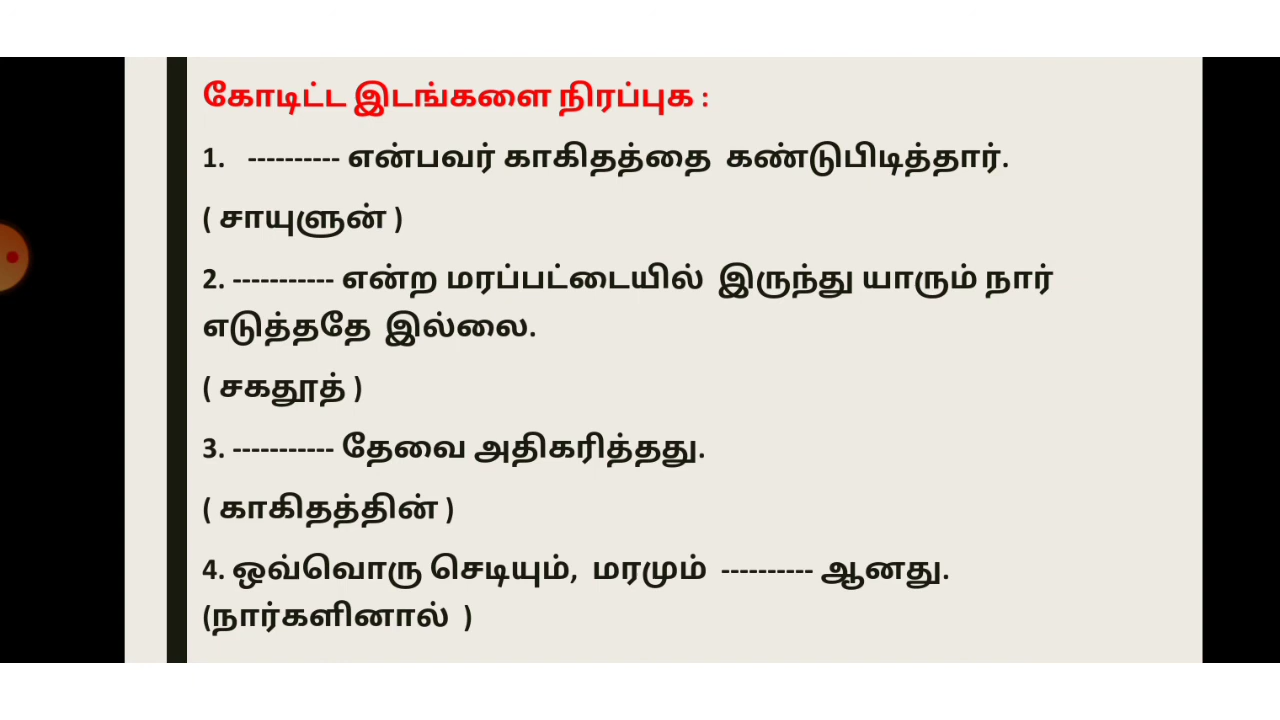 கோடிட்ட இடங்களை நிரப்புக :
1. ---------- என்பவர் காகிதத்தை கண்டுபிடித்தார்.
( சாயுளுன் )
2. ----------- என்ற மரப்பட்டையில் இருந்து யாரும் நார்
எடுத்ததே இல்லை.
( சகதூத் )
3. ----------- தேவை அதிகரித்தது.
( காகிதத்தின் )
4. ஒவ்வொரு செடியும், மரமும் ---------- ஆனது.
(நார்களினால் )